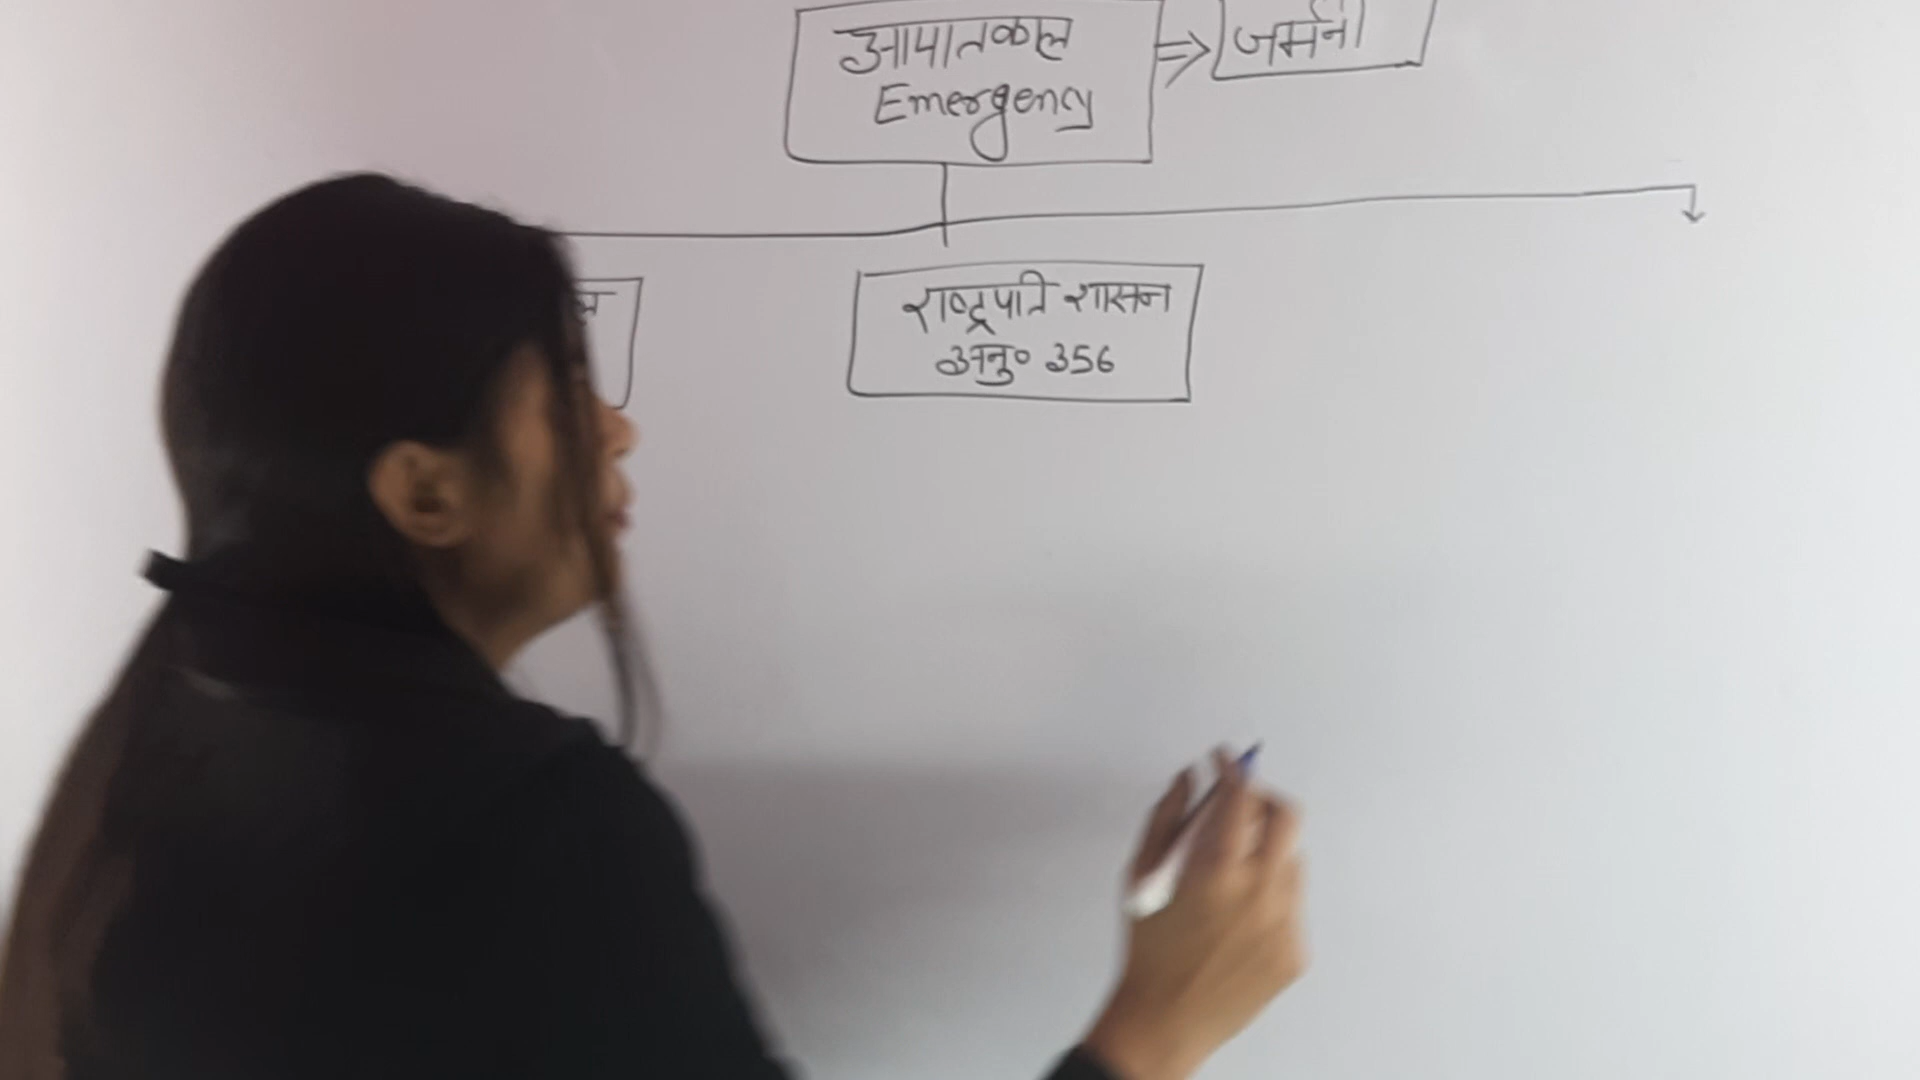 आपातकाल
Emergency
जर्मनी
राष्ट्रपति शासन
अनु० 356